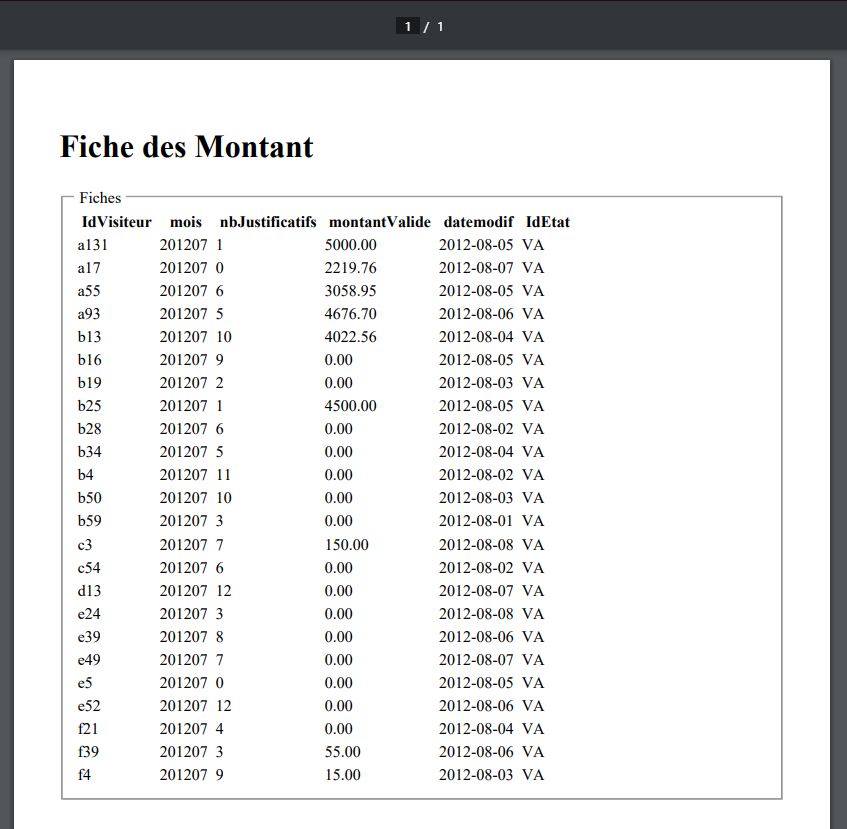 1 / 1
Fiche des Montant
Fiches
IdVisiteur mois nbJustificatifs montantValide datemodif IdEtat
a131 201207 1 5000.00 2012-08-05 VA
a17 201207 0 2219.76 2012-08-07 VA
a55 201207 6 3058.95 2012-08-05 VA
a93 201207 5 4676.70 2012-08-06 VA
b13 201207 10 4022.56 2012-08-04 VA
b16 201207 9 0.00 2012-08-05 VA
b19 201207 2 0.00 2012-08-03 VA
b25 201207 1 4500.00 2012-08-05 VA
b28 201207 6 0.00 2012-08-02 VA
b34 201207 5 0.00 2012-08-04 VA
b4 201207 11 0.00 2012-08-02 VA
b50 201207 10 0.00 2012-08-03 VA
b59 201207 3 0.00 2012-08-01 VA
c3 201207 7 150.00 2012-08-08 VA
c54 201207 6 0.00 2012-08-02 VA
d13 201207 12 0.00 2012-08-07 VA
e24 201207 3 0.00 2012-08-08 VA
e39 201207 8 0.00 2012-08-06 VA
e49 201207 7 0.00 2012-08-07 VA
e5 201207 0 0.00 2012-08-05 VA
e52 201207 12 0.00 2012-08-06 VA
f21 201207 4 0.00 2012-08-04 VA
f39 201207 3 55.00 2012-08-06 VA
f4 201207 9 15.00 2012-08-03 VA